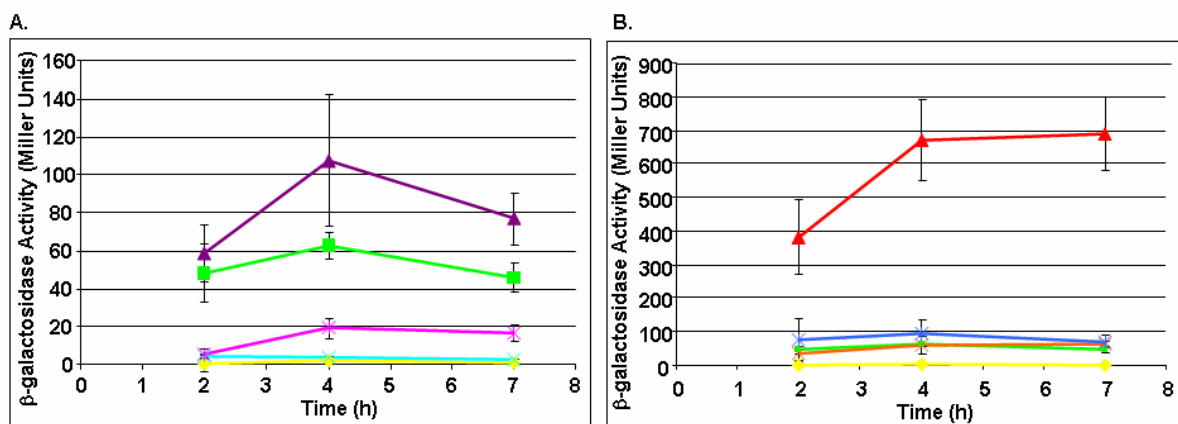 A.
β-galactosidase Activity (Miller Units)
160
140
120
100
80
60
40
20
0
0 1 2 3 4 5 6 7 8
Time (h)
B.
β-galactosidase Activity (Miller Units)
900
800
700
600
500
400
300
200
100
0
0 1 2 3 4 5 6 7 8
Time (h)